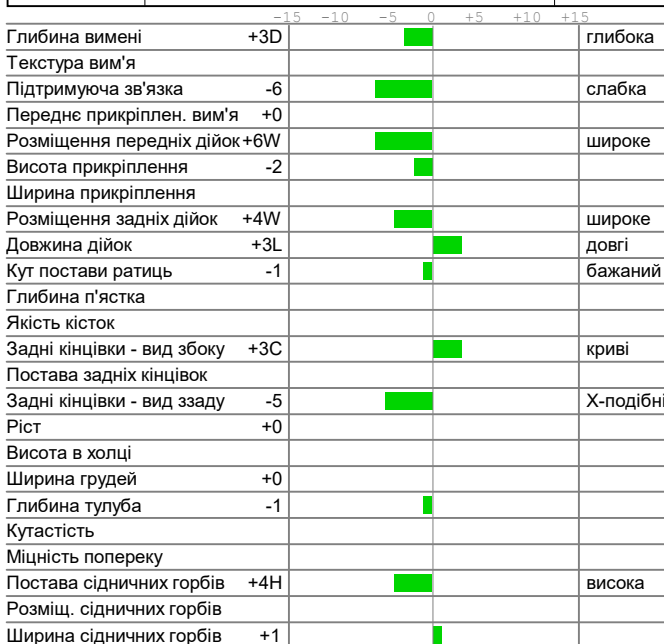 -15 -10 -5 0 +5 +10 +15
Глибина вимені +3D глибока
Текстура вим'я
Підтримуюча зв'язка -6 слабка
Переднє прикріплен. вим'я +0
Розміщення передніх дійок +6W широке
Висота прикріплення -2
Ширина прикріплення
Розміщення задніх дійок +4W широке
Довжина дійок +3L довгі
Кут постави ратиць -1 бажаний
Глибина п'ястка
Якість кісток
Задні кінцівки - вид збоку +3C криві
Постава задніх кінцівок
Задні кінцівки - вид ззаду -5 Х-подібні
Ріст +0
Висота в холці
Ширина грудей +0
Глибина тулуба -1
Кутастість
Міцність попереку
Постава сідничних горбів +4H висока
Розміщ. сідничних горбів
Ширина сідничних горбів +1